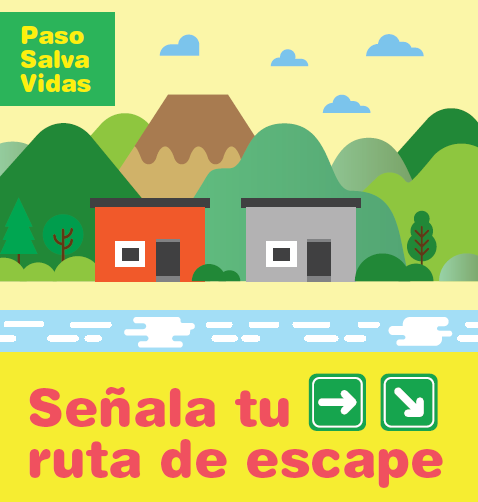 Paso
Salva
Vidas
Señala tu
ruta de escape